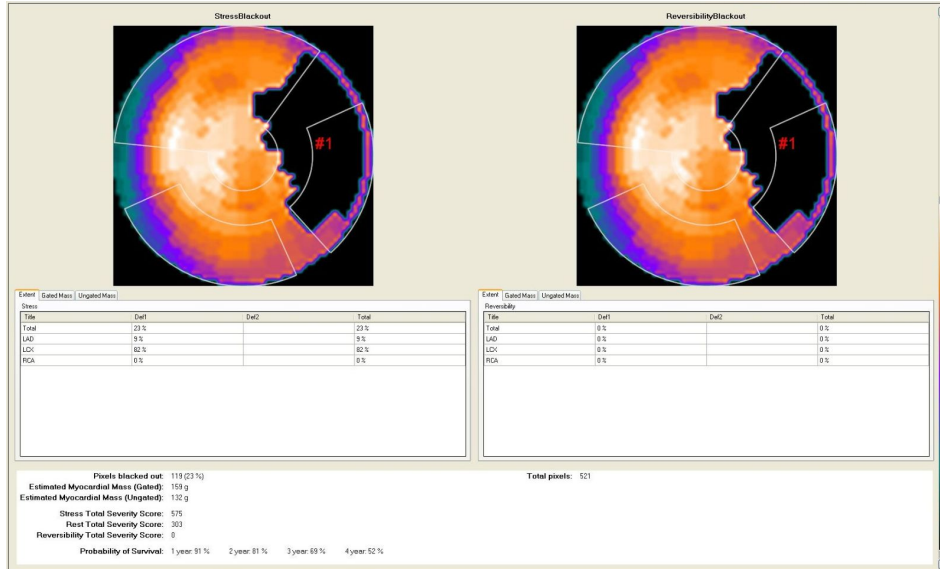 StressBlackout
ReversibilityBlackout
#1
#1
Extent Gated Mass Ungated Mass
Stress
Title Def1 Def2 Total
Total 23 % 23 %
LAD 9 % 9 %
LCX 82 % 82 %
RCA 0 % 0 %
Extent Gated Mass Ungated Mass
Reversibility
Title Def1 Def2 Total
Total 0 % 0 %
LAD 0 % 0 %
LCX 0 % 0 %
RCA 0 % 0 %
Pixels blacked out: 119 (23 %)
Total pixels: 521
Estimated Myocardial Mass (Gated): 159 g
Estimated Myocardial Mass (Ungated): 132 g
Stress Total Severity Score: 575
Rest Total Severity Score: 303
Reversibility Total Severity Score: 0
Probability of Survival: 1 year: 91 % 2 year: 81 % 3 year: 69 % 4 year: 52 %